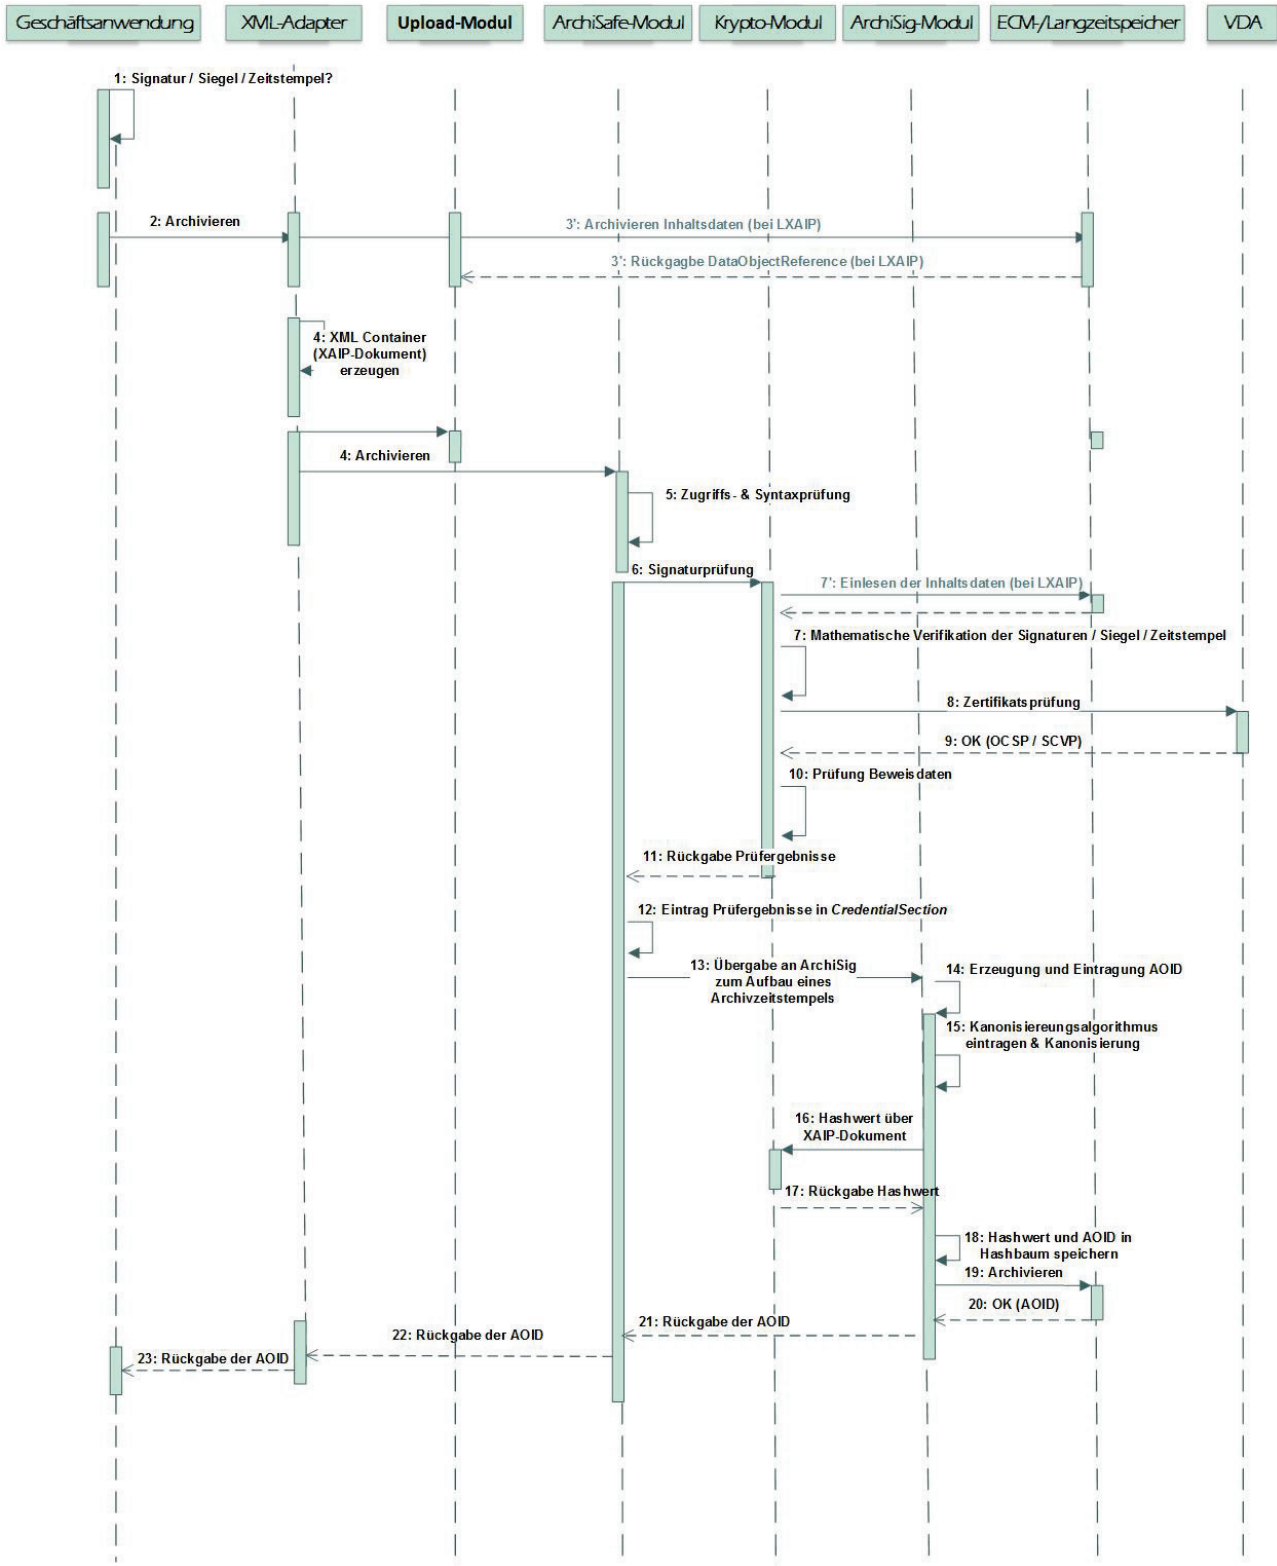 Geschäftsanwendung
XML-Adapter
Upload-Modul
ArchiSafe-Modul
Krypto-Modul
ArchiSig-Modul
ECM-/Langzeitspeicher
VDA
1: Signatur / Siegel / Zeitstempel?
2: Archivieren
3': Archivieren Inhaltsdaten (bei LXAIP)
3': Rückgagbe DataObjectReference (bei LXAIP)
4: XML Container
(XAIP-Dokument)
erzeugen
4: Archivieren
5: Zugriffs- & Syntaxprüfung
6: Signaturprüfung
7': Einlesen der Inhaltsdaten (bei LXAIP)
7: Mathematische Verifikation der Signaturen / Siegel / Zeitstempel
8: Zertifikatsprüfung
9: OK (OCSP / SCVP)
10: Prüfung Beweisdaten
11: Rückgabe Prüfergebnisse
12: Eintrag Prüfergebnisse in CredentialSection
13: Übergabe an ArchiSig
zum Aufbau eines
Archivzeitstempels
14: Erzeugung und Eintragung AOID
15: Kanonisiereungsalgorithmus
eintragen & Kanonisierung
16: Hashwert über
XAIP-Dokument
17: Rückgabe Hashwert
18: Hashwert und AOID in
Hashbaum speichern
19: Archivieren
20: OK (AOID)
21: Rückgabe der AOID
22: Rückgabe der AOID
23: Rückgabe der AOID